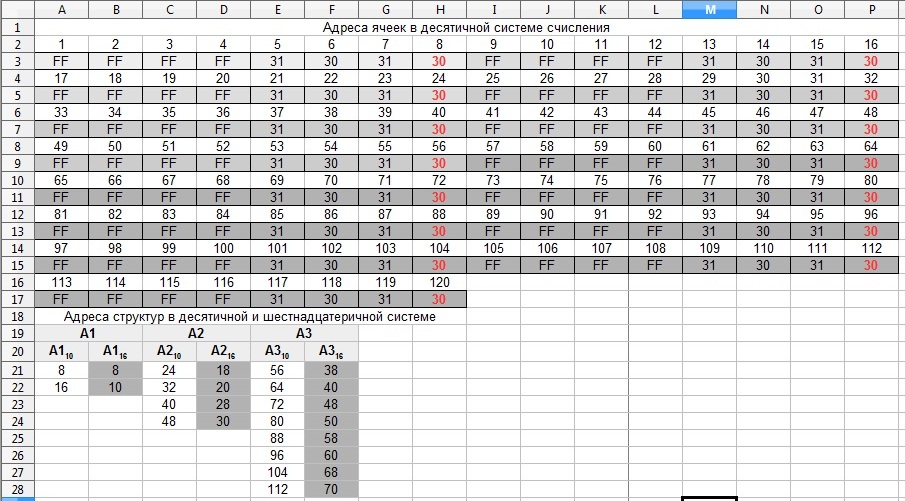 A B C D E F G H I J K L M N O P
1 Адреса ячеек в десятичной системе счисления
2 1 2 3 4 5 6 7 8 9 10 11 12 13 14 15 16
3 FF FF FF FF 31 30 31 30 FF FF FF FF 31 30 31 30
4 17 18 19 20 21 22 23 24 25 26 27 28 29 30 31 32
5 FF FF FF FF 31 30 31 30 FF FF FF FF 31 30 31 30
6 33 34 35 36 37 38 39 40 41 42 43 44 45 46 47 48
7 FF FF FF FF 31 30 31 30 FF FF FF FF 31 30 31 30
8 49 50 51 52 53 54 55 56 57 58 59 60 61 62 63 64
9 FF FF FF FF 31 30 31 30 FF FF FF FF 31 30 31 30
10 65 66 67 68 69 70 71 72 73 74 75 76 77 78 79 80
11 FF FF FF FF 31 30 31 30 FF FF FF FF 31 30 31 30
12 81 82 83 84 85 86 87 88 89 90 91 92 93 94 95 96
13 FF FF FF FF 31 30 31 30 FF FF FF FF 31 30 31 30
14 97 98 99 100 101 102 103 104 105 106 107 108 109 110 111 112
15 FF FF FF FF 31 30 31 30 FF FF FF FF 31 30 31 30
16 113 114 115 116 117 118 119 120
17 FF FF FF FF 31 30 31 30
18 Адреса структур в десятичной и шестнадцатеричной системе
19 A1 A2 A3
20 A1₁₀ A1₁₆ A2₁₀ A2₁₆ A3₁₀ A3₁₆
21 8 8 24 18 56 38
22 16 10 32 20 64 40
23 40 28 72 48
24 48 30 80 50
25 88 58
26 96 60
27 104 68
28 112 70